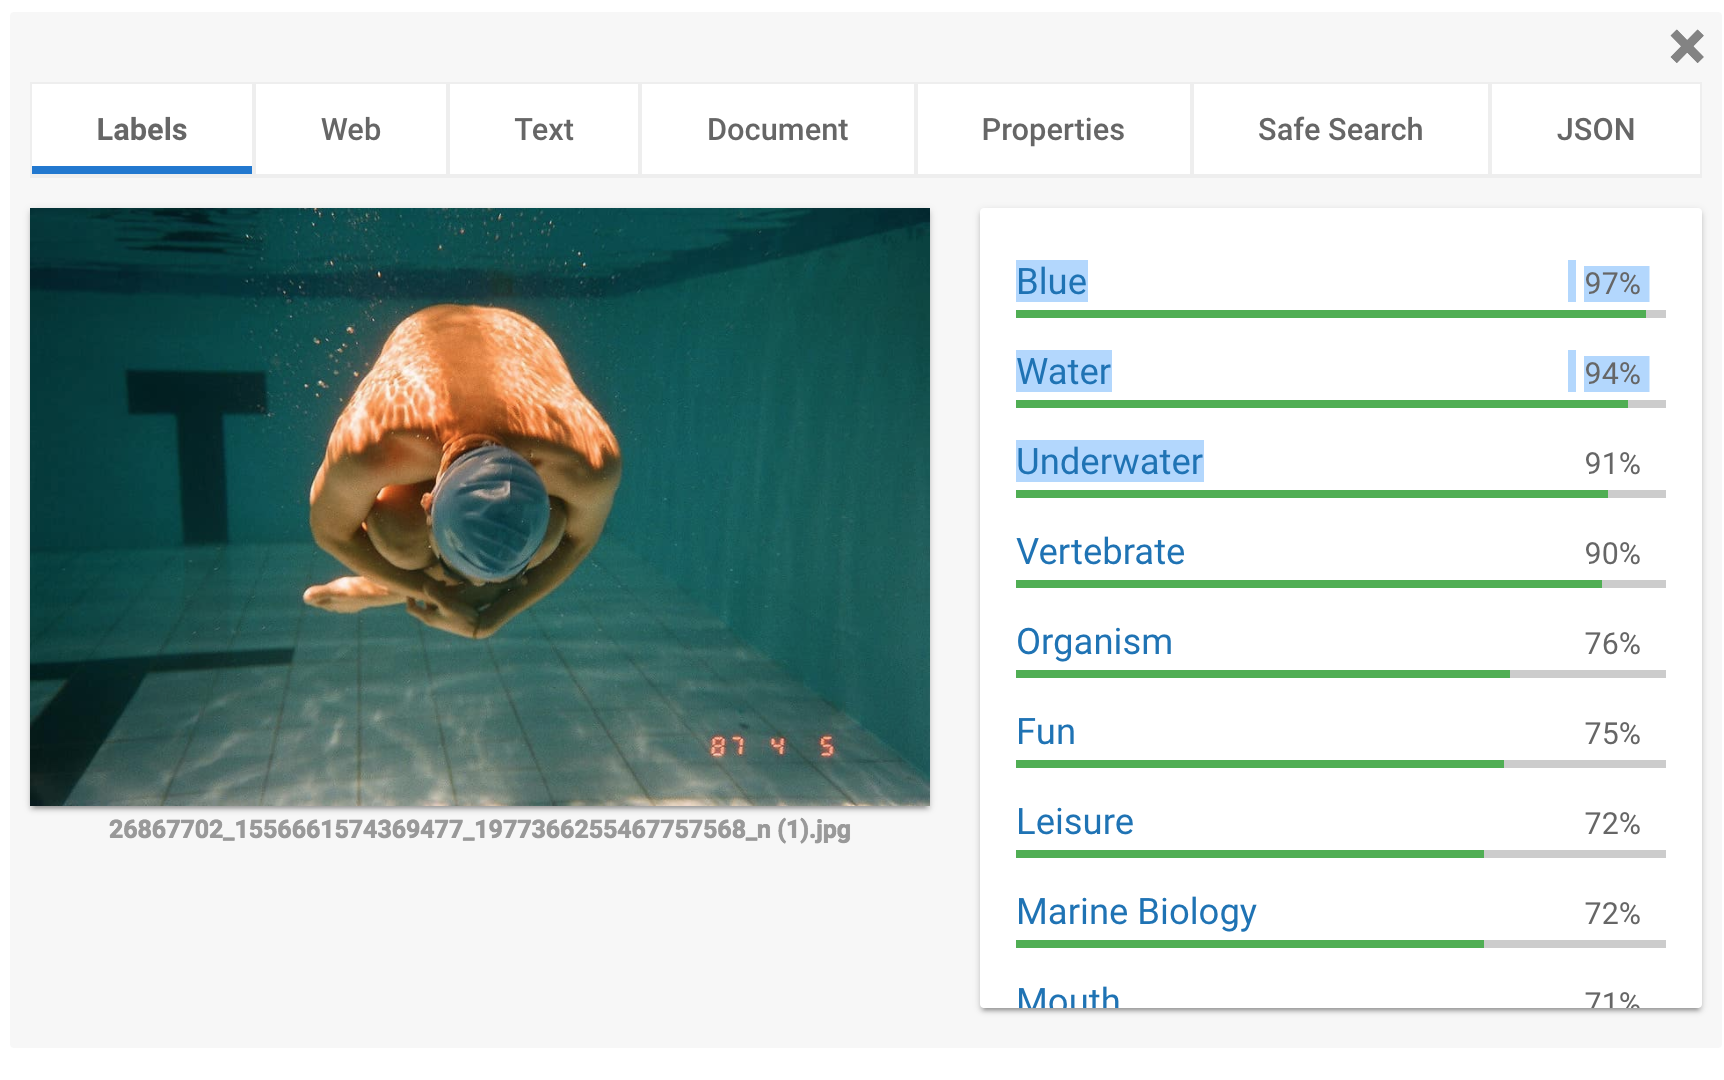 Labels Web Text Document Properties Safe Search JSON
87 4 5
26867702_1556661574369477_1977366255467757568_n (1).jpg
Blue 97%
Water 94%
Underwater 91%
Vertebrate 90%
Organism 76%
Fun 75%
Leisure 72%
Marine Biology 72%
Mouth 71%